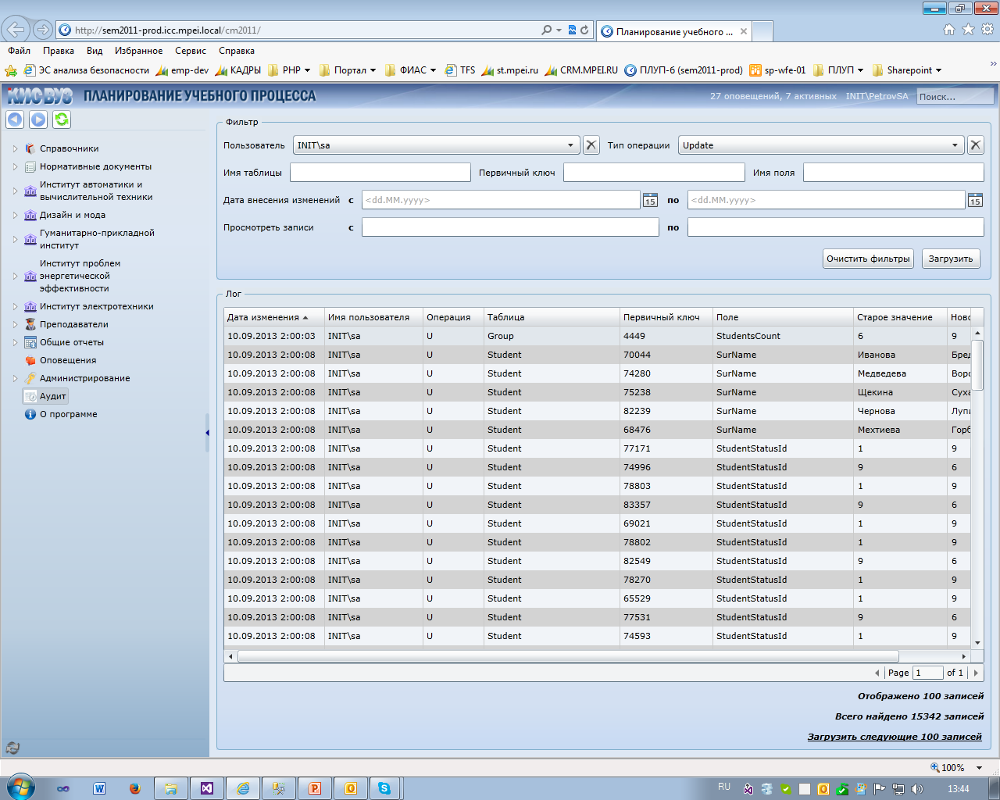 http://sem2011-prod.icc.mpei.local/cm2011/
Планирование учебного ...
Файл Правка Вид Избранное Сервис Справка
ЭС анализа безопасности emp-dev КАДРЫ PHP Портал ФИАС TFS st.mpei.ru CRM.MPEI.RU ПЛУП-6 (sem2011-prod) sp-wfe-01 ПЛУП Sharepoint
КИС ВУЗ ПЛАНИРОВАНИЕ УЧЕБНОГО ПРОЦЕССА
27 оповещений, 7 активных INIT\PetrovSA Поиск...
Справочники
Нормативные документы
Институт автоматики и
вычислительной техники
Дизайн и мода
Гуманитарно-прикладной
институт
Институт проблем
энергетической
эффективности
Институт электротехники
Преподаватели
Общие отчеты
Оповещения
Администрирование
Аудит
О программе
Фильтр
Пользователь INIT\sa Тип операции Update
Имя таблицы Первичный ключ Имя поля
Дата внесения изменений с <dd.MM.yyyy> 15 по <dd.MM.yyyy> 15
Просмотреть записи с по
Очистить фильтры Загрузить
Лог
Дата изменения Имя пользователя Операция Таблица Первичный ключ Поле Старое значение Ново
10.09.2013 2:00:03 INIT\sa U Group 4449 StudentsCount 6 9
10.09.2013 2:00:08 INIT\sa U Student 70044 SurName Иванова Бред
10.09.2013 2:00:08 INIT\sa U Student 74280 SurName Медведева Воро
10.09.2013 2:00:08 INIT\sa U Student 75238 SurName Щекина Суха
10.09.2013 2:00:08 INIT\sa U Student 82239 SurName Чернова Лупи
10.09.2013 2:00:08 INIT\sa U Student 68476 SurName Мехтиева Горб
10.09.2013 2:00:08 INIT\sa U Student 77171 StudentStatusId 1 9
10.09.2013 2:00:08 INIT\sa U Student 74996 StudentStatusId 9 6
10.09.2013 2:00:08 INIT\sa U Student 78803 StudentStatusId 1 9
10.09.2013 2:00:08 INIT\sa U Student 83357 StudentStatusId 9 6
10.09.2013 2:00:08 INIT\sa U Student 69021 StudentStatusId 1 9
10.09.2013 2:00:08 INIT\sa U Student 78802 StudentStatusId 1 9
10.09.2013 2:00:08 INIT\sa U Student 82549 StudentStatusId 9 6
10.09.2013 2:00:08 INIT\sa U Student 78270 StudentStatusId 1 9
10.09.2013 2:00:08 INIT\sa U Student 65529 StudentStatusId 1 9
10.09.2013 2:00:08 INIT\sa U Student 77531 StudentStatusId 9 6
10.09.2013 2:00:08 INIT\sa U Student 74593 StudentStatusId 1 9
Page 1 of 1
Отображено 100 записей
Всего найдено 15342 записей
Загрузить следующие 100 записей
100%
RU 13:44